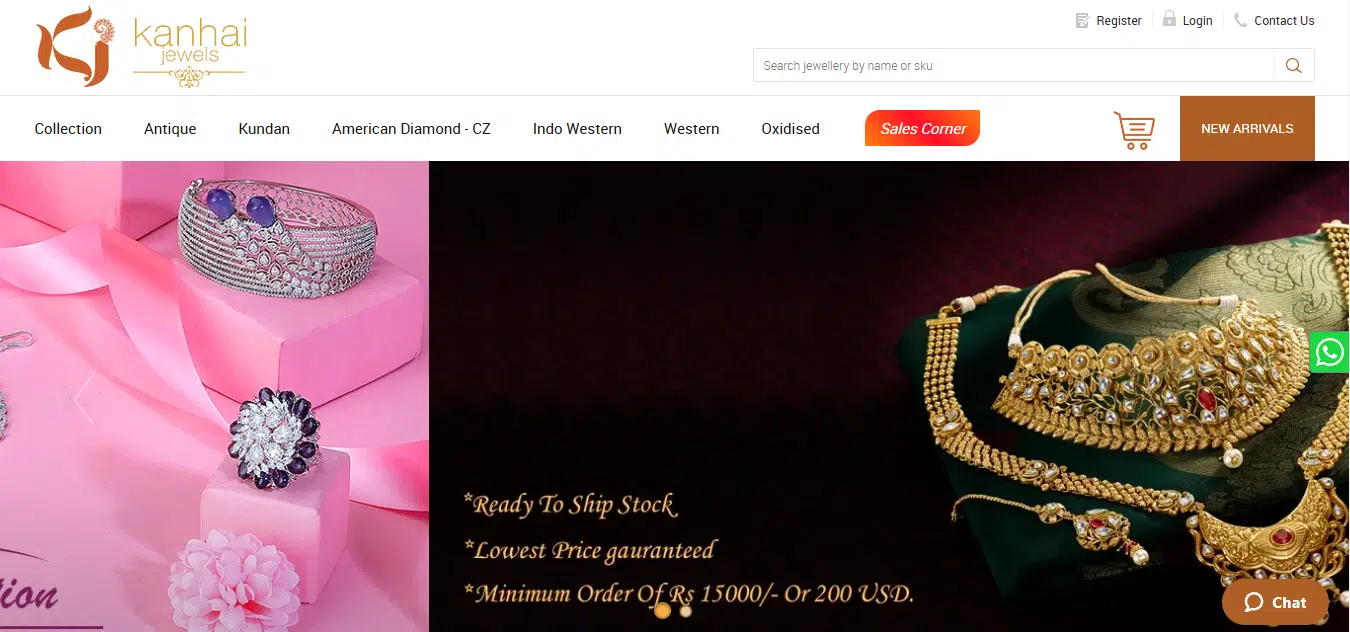 Register
Login
Contact Us
kanhai
jewels
Search jewellery by name or sku
Collection
Antique
Kundan
American Diamond - CZ
Indo Western
Western
Oxidised
Sales Corner
NEW ARRIVALS
*Ready To Ship Stock
*Lowest Price gauranteed
*Minimum Order Of Rs 15000/- Or 200 USD.
tion
Chat